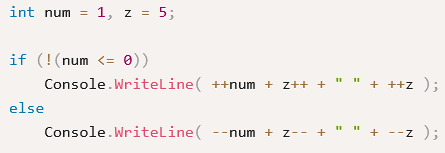 int num = 1, z = 5;
if (!(num <= 0))
Console.WriteLine( ++num + z++ + " " + ++z );
else
Console.WriteLine( --num + z-- + " " + --z );